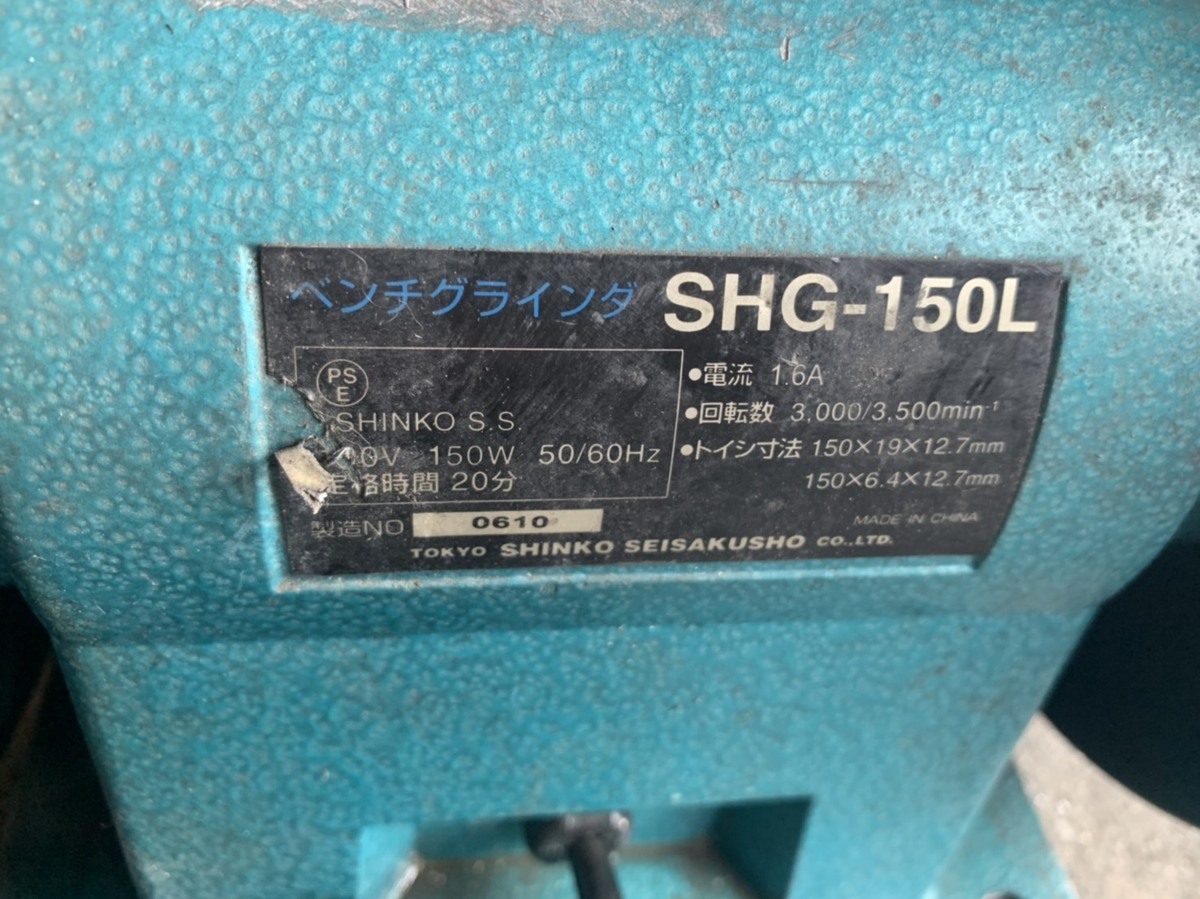 ベンチグラインダ SHG-150L
PS
E
SHINKO S.S.
00V 150W 50/60Hz
定格時間 20分
●電流 1.6A
●回転数 3,000/3,500min⁻¹
●トイシ寸法 150×19×12.7mm
150×6.4×12.7mm
製造NO 0610
MADE IN CHINA
TOKYO SHINKO SEISAKUSHO CO.,LTD.